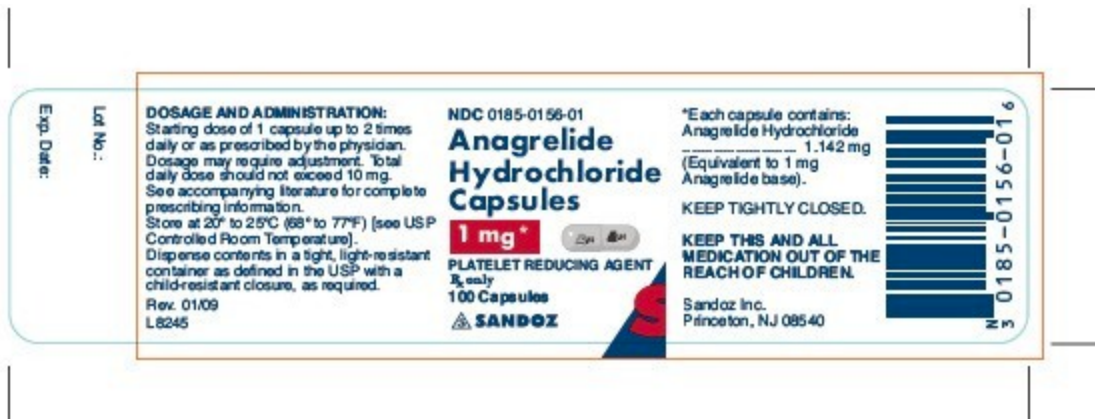 Lot No.:
Exp. Date:
DOSAGE AND ADMINISTRATION:
Starting dose of 1 capsule up to 2 times
daily or as prescribed by the physician.
Dosage may require adjustment. Total
daily dose should not exceed 10 mg.
See accompanying literature for complete
prescribing information.
Store at 20° to 25°C (68° to 77°F) [see USP
Controlled Room Temperature].
Dispense contents in a tight, light-resistant
container as defined in the USP with a
child-resistant closure, as required.
Rev. 01/09
L8245
NDC 0185-0156-01
Anagrelide
Hydrochloride
Capsules
1 mg*
PLATELET REDUCING AGENT
℞ only
100 Capsules
SANDOZ
S
*Each capsule contains:
Anagrelide Hydrochloride
........................ 1.142 mg
(Equivalent to 1 mg
Anagrelide base).
KEEP TIGHTLY CLOSED.
KEEP THIS AND ALL
MEDICATION OUT OF THE
REACH OF CHILDREN.
Sandoz Inc.
Princeton, NJ 08540
N
3 0185-0156-01 6